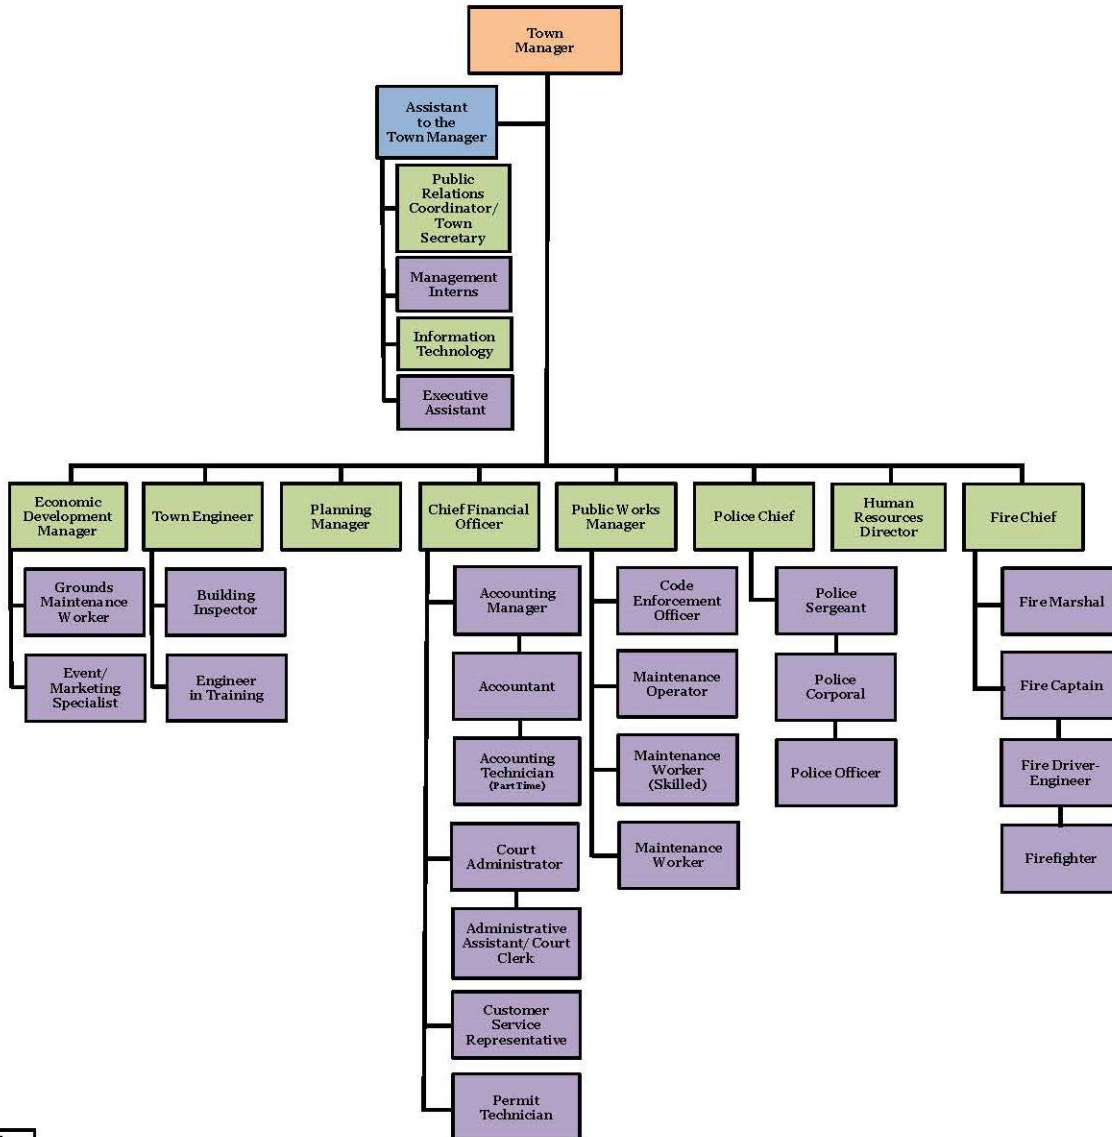 Town
Manager
Assistant
to the
Town Manager
Public
Relations
Coordinator/
Town
Secretary
Management
Interns
Information
Technology
Executive
Assistant
Economic
Development
Manager
Town Engineer
Planning
Manager
Chief Financial
Officer
Public Works
Manager
Police Chief
Human
Resources
Director
Fire Chief
Grounds
Maintenance
Worker
Event/
Marketing
Specialist
Building
Inspector
Engineer
in Training
Accounting
Manager
Accountant
Accounting
Technician
(Part Time)
Court
Administrator
Administrative
Assistant/ Court
Clerk
Customer
Service
Representative
Permit
Technician
Code
Enforcement
Officer
Maintenance
Operator
Maintenance
Worker
(Skilled)
Maintenance
Worker
Police
Sergeant
Police
Corporal
Police Officer
Fire Marshal
Fire Captain
Fire Driver-
Engineer
Firefighter